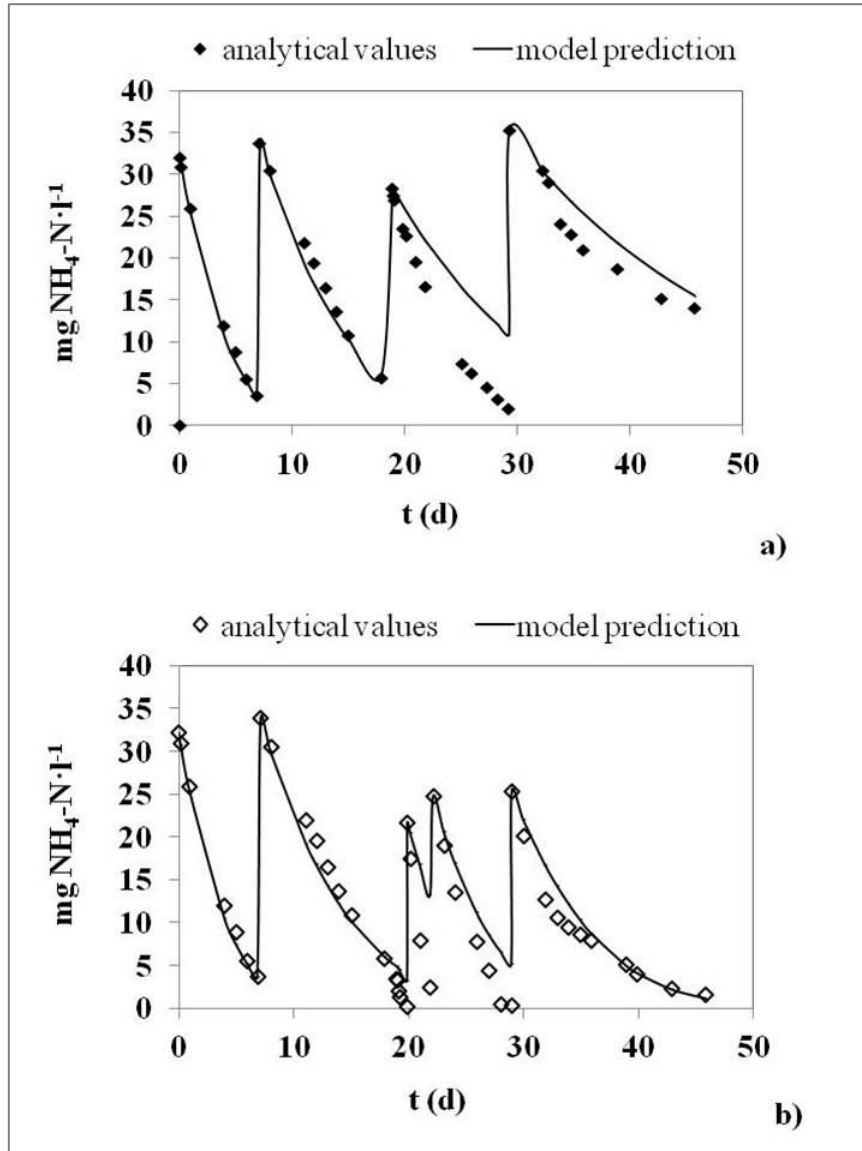 ◆ analytical values — model prediction
40
35
30
25
20
15
10
5
0
mg NH₄-N·l⁻¹
0 10 20 30 40 50
t (d)
a)
◇ analytical values — model prediction
40
35
30
25
20
15
10
5
0
mg NH₄-N·l⁻¹
0 10 20 30 40 50
t (d)
b)